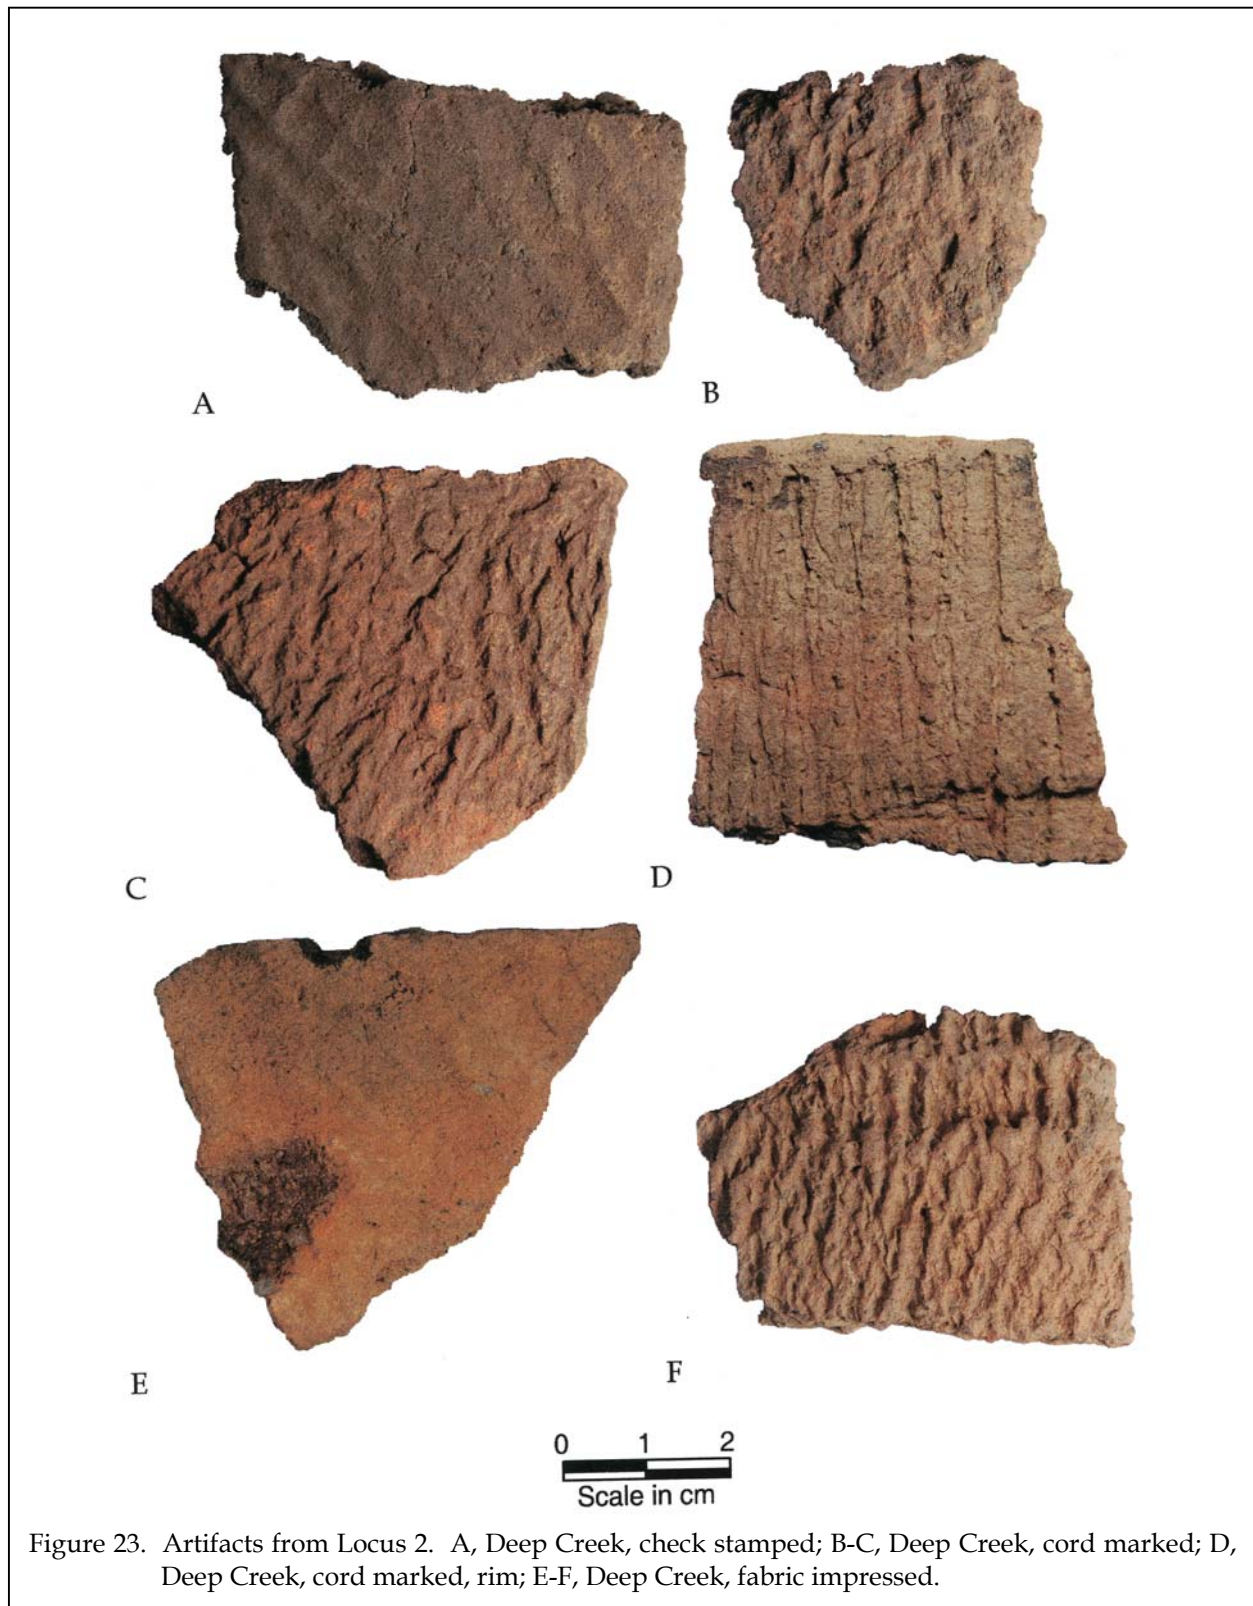 A
B
C
D
E
F
0 1 2
Scale in cm
Figure 23. Artifacts from Locus 2. A, Deep Creek, check stamped; B-C, Deep Creek, cord marked; D,
Deep Creek, cord marked, rim; E-F, Deep Creek, fabric impressed.